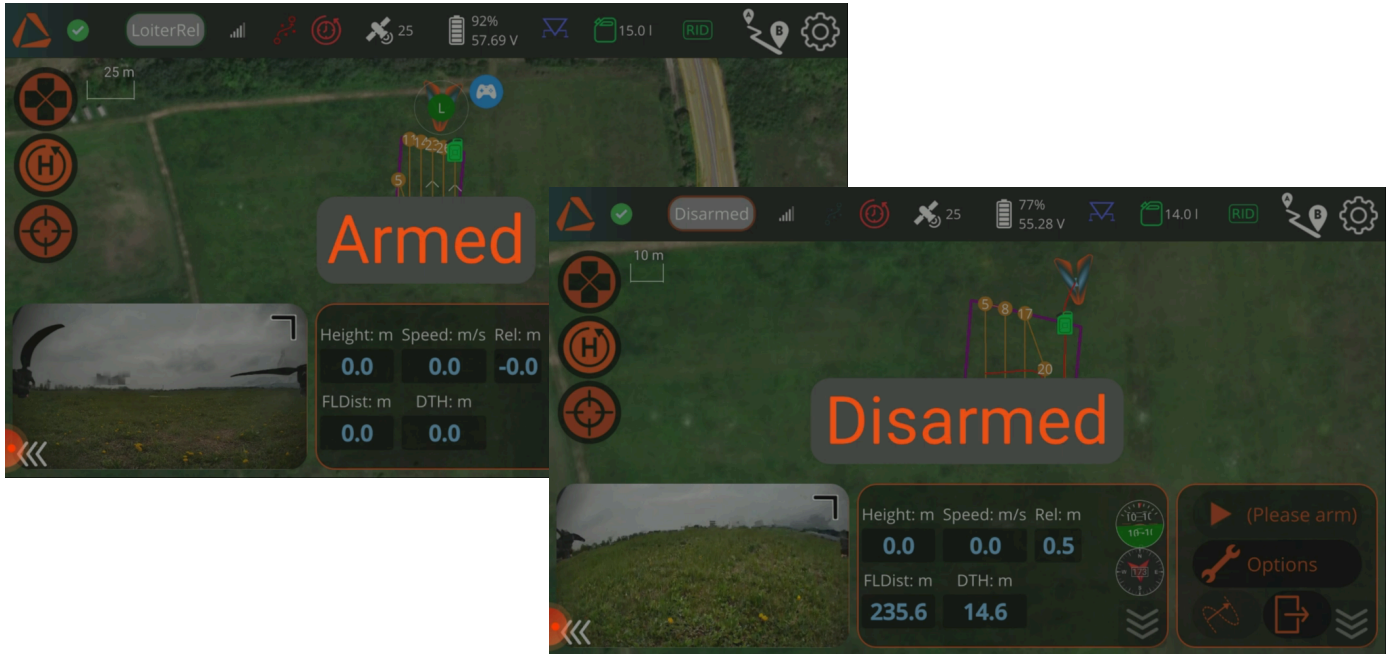 LoiterRel
25
92%
57.69 V
15.0 l
RID
A
B
25 m
H
L
5
Armed
Height: m Speed: m/s Rel: m
0.0 0.0 -0.0
FLDist: m DTH: m
0.0 0.0
Disarmed
25
77%
55.28 V
14.0 l
RID
A
B
10 m
H
5 8 17
20
Disarmed
Height: m Speed: m/s Rel: m
0.0 0.0 0.5
FLDist: m DTH: m
235.6 14.6
(Please arm)
Options